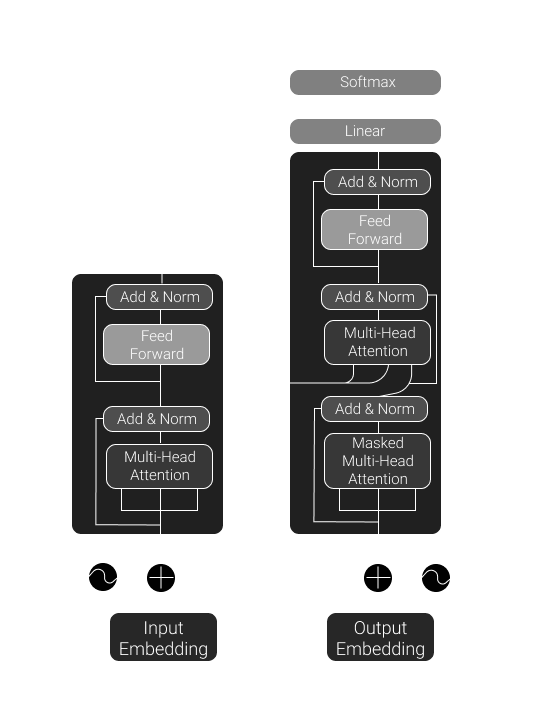 Softmax
Linear
Add & Norm
Feed
Forward
Add & Norm
Multi-Head
Attention
Add & Norm
Masked
Multi-Head
Attention
Add & Norm
Feed
Forward
Add & Norm
Multi-Head
Attention
Input
Embedding
Output
Embedding